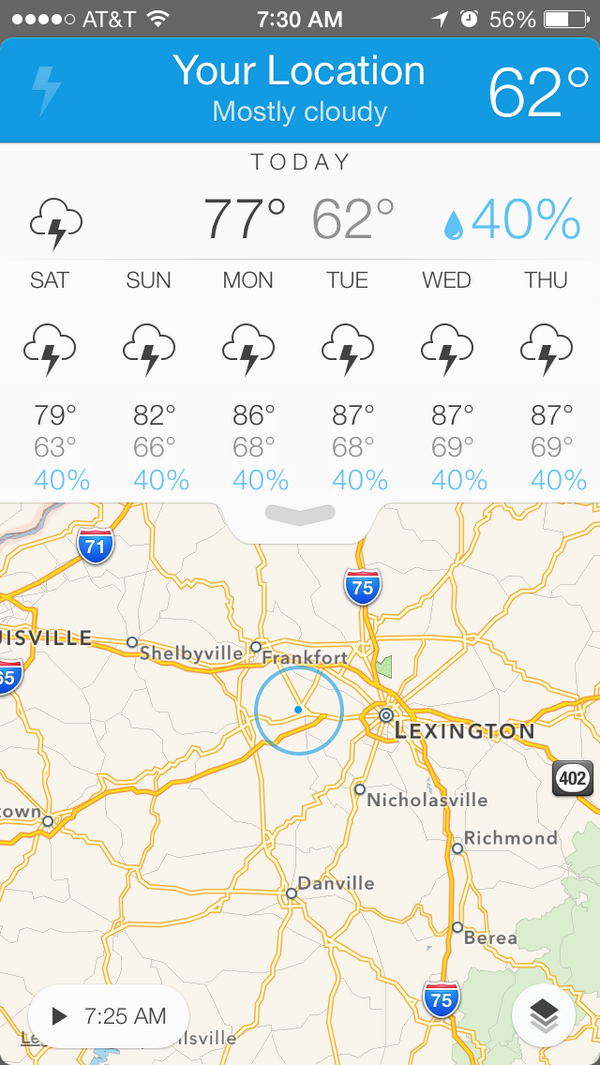 AT&T 7:30 AM 56%
Your Location
Mostly cloudy
62°
TODAY
77° 62° 40%
SAT SUN MON TUE WED THU
79° 82° 86° 87° 87° 87°
63° 66° 68° 68° 69° 69°
40% 40% 40% 40% 40% 40%
71
75
UISVILLE
Shelbyville
Frankfort
65
LEXINGTON
402
Nicholasville
town
Richmond
Danville
Berea
75
7:25 AM
Le
llsville